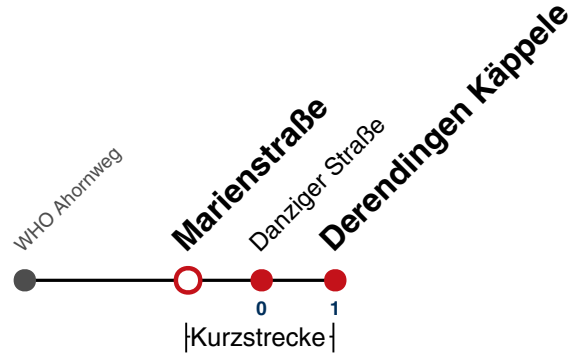 WHO Ahornweg
Marienstraße
Danziger Straße
Derendingen Käppele
0
1
Kurzstrecke